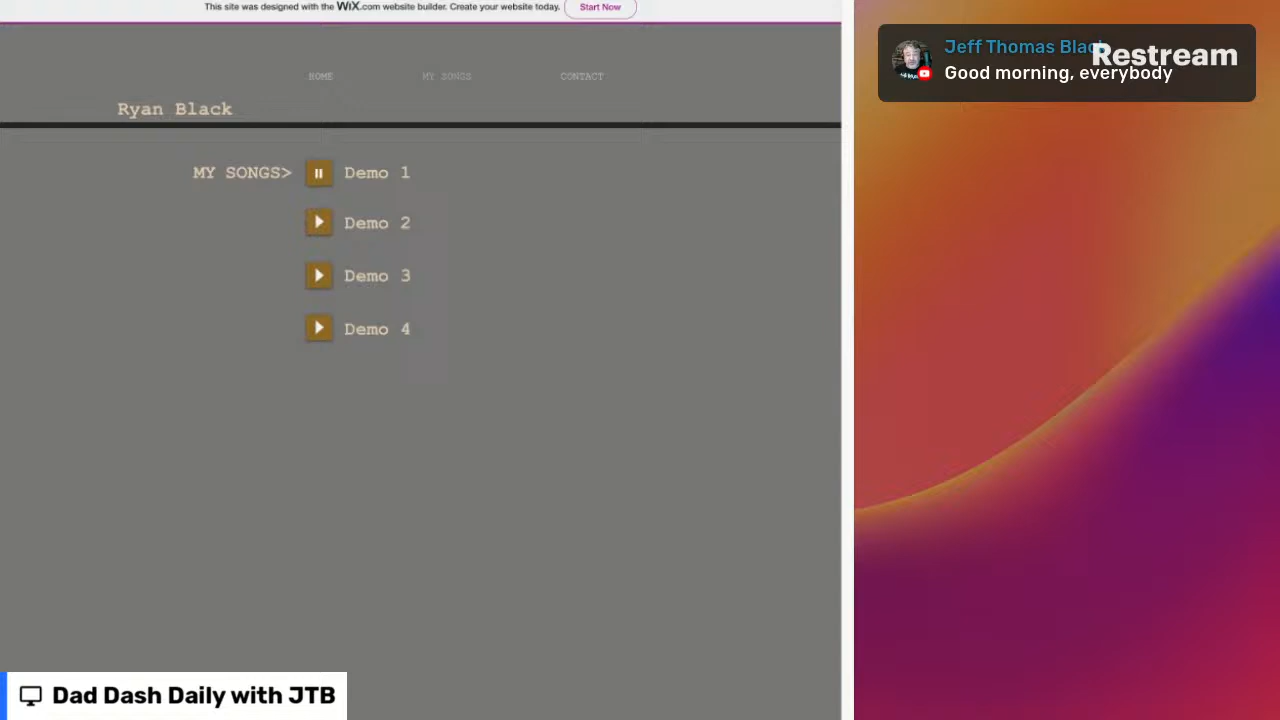 This site was designed with the WiX.com website builder. Create your website today. Start Now
HOME MY SONGS CONTACT
Ryan Black
MY SONGS> Demo 1
Demo 2
Demo 3
Demo 4
Jeff Thomas Black
Restream
Good morning, everybody
Dad Dash Daily with JTB